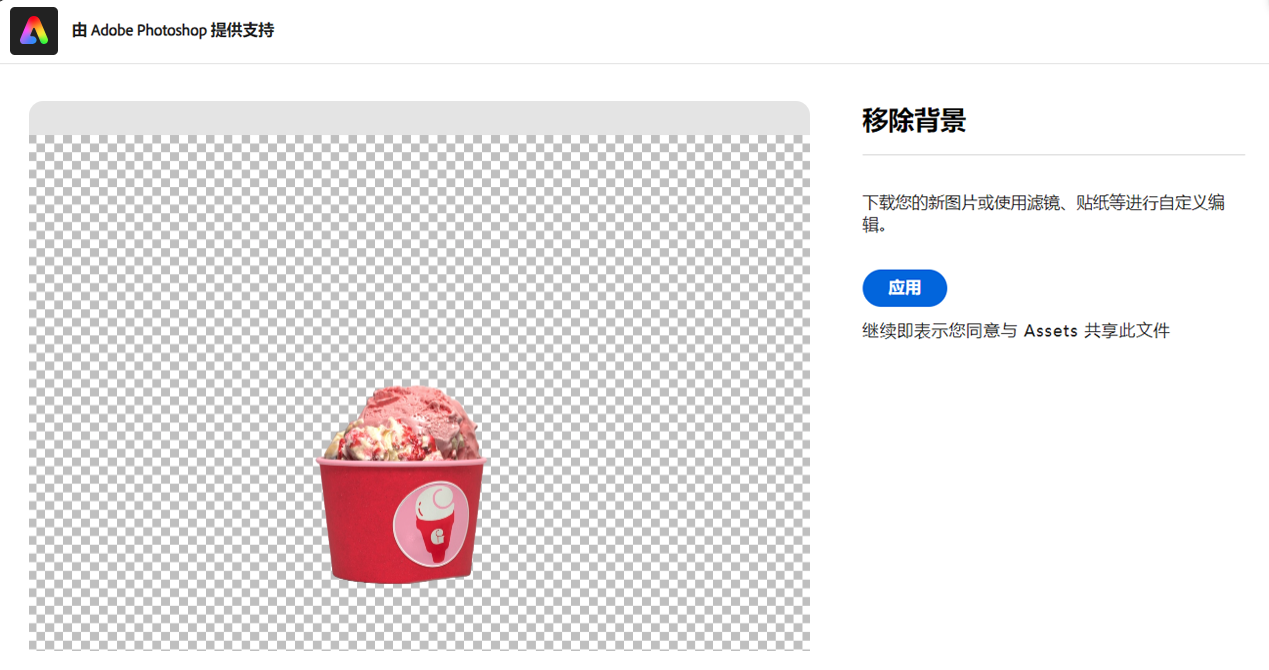 由 Adobe Photoshop 提供支持
移除背景
下载您的新图片或使用滤镜、贴纸等进行自定义编
辑。
应用
继续即表示您同意与 Assets 共享此文件
G